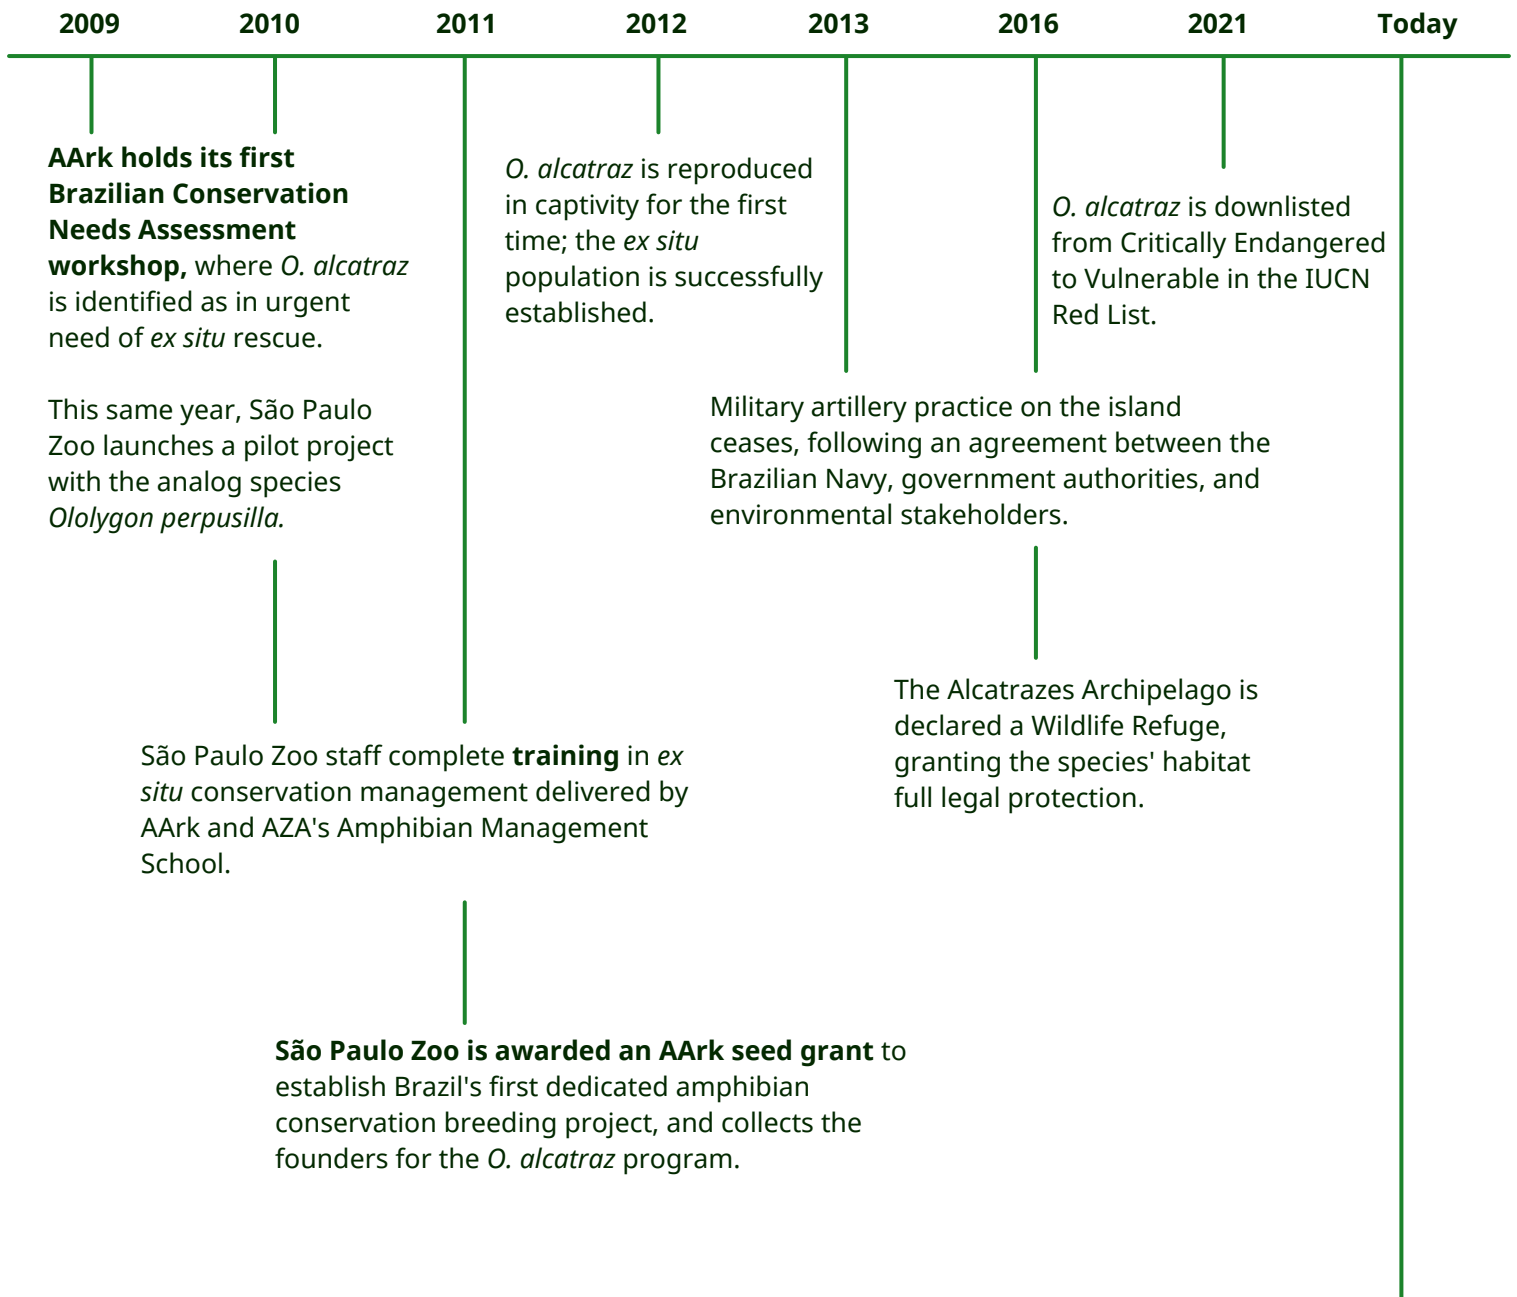 2009 2010 2011 2012 2013 2016 2021 Today
AArk holds its first
Brazilian Conservation
Needs Assessment
workshop, where O. alcatraz
is identified as in urgent
need of ex situ rescue.
This same year, São Paulo
Zoo launches a pilot project
with the analog species
Ololygon perpusilla.
São Paulo Zoo staff complete training in ex
situ conservation management delivered by
AArk and AZA's Amphibian Management
School.
São Paulo Zoo is awarded an AArk seed grant to
establish Brazil's first dedicated amphibian
conservation breeding project, and collects the
founders for the O. alcatraz program.
O. alcatraz is reproduced
in captivity for the first
time; the ex situ
population is successfully
established.
Military artillery practice on the island
ceases, following an agreement between the
Brazilian Navy, government authorities, and
environmental stakeholders.
The Alcatrazes Archipelago is
declared a Wildlife Refuge,
granting the species' habitat
full legal protection.
O. alcatraz is downlisted
from Critically Endangered
to Vulnerable in the IUCN
Red List.